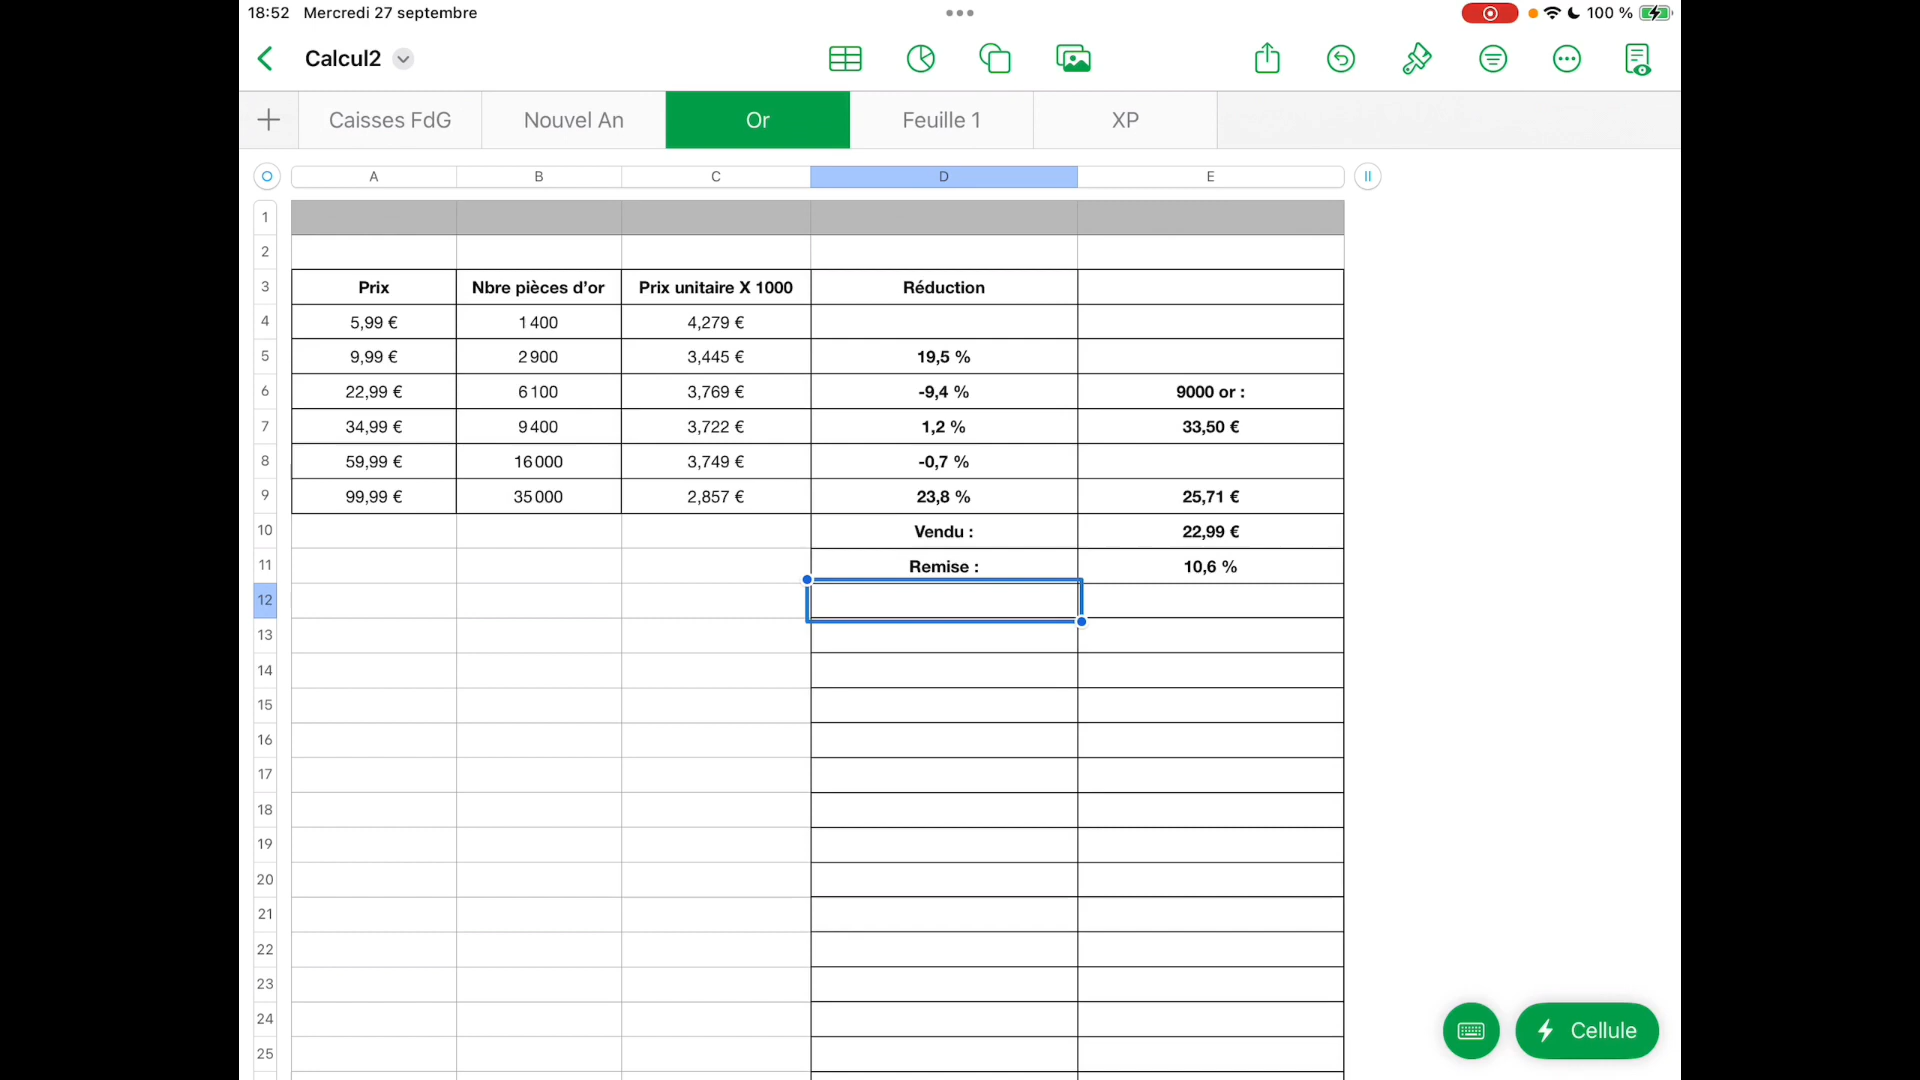 18:52 Mercredi 27 septembre
100 %
Calcul2
Caisses FdG Nouvel An Or Feuille 1 XP
A B C D E
1
2
3 Prix Nbre pièces d’or Prix unitaire X 1000 Réduction
4 5,99 € 1 400 4,279 €
5 9,99 € 2 900 3,445 € 19,5 %
6 22,99 € 6 100 3,769 € -9,4 % 9000 or :
7 34,99 € 9 400 3,722 € 1,2 % 33,50 €
8 59,99 € 16 000 3,749 € -0,7 %
9 99,99 € 35 000 2,857 € 23,8 % 25,71 €
10 Vendu : 22,99 €
11 Remise : 10,6 %
12
13
14
15
16
17
18
19
20
21
22
23
24
25
Cellule